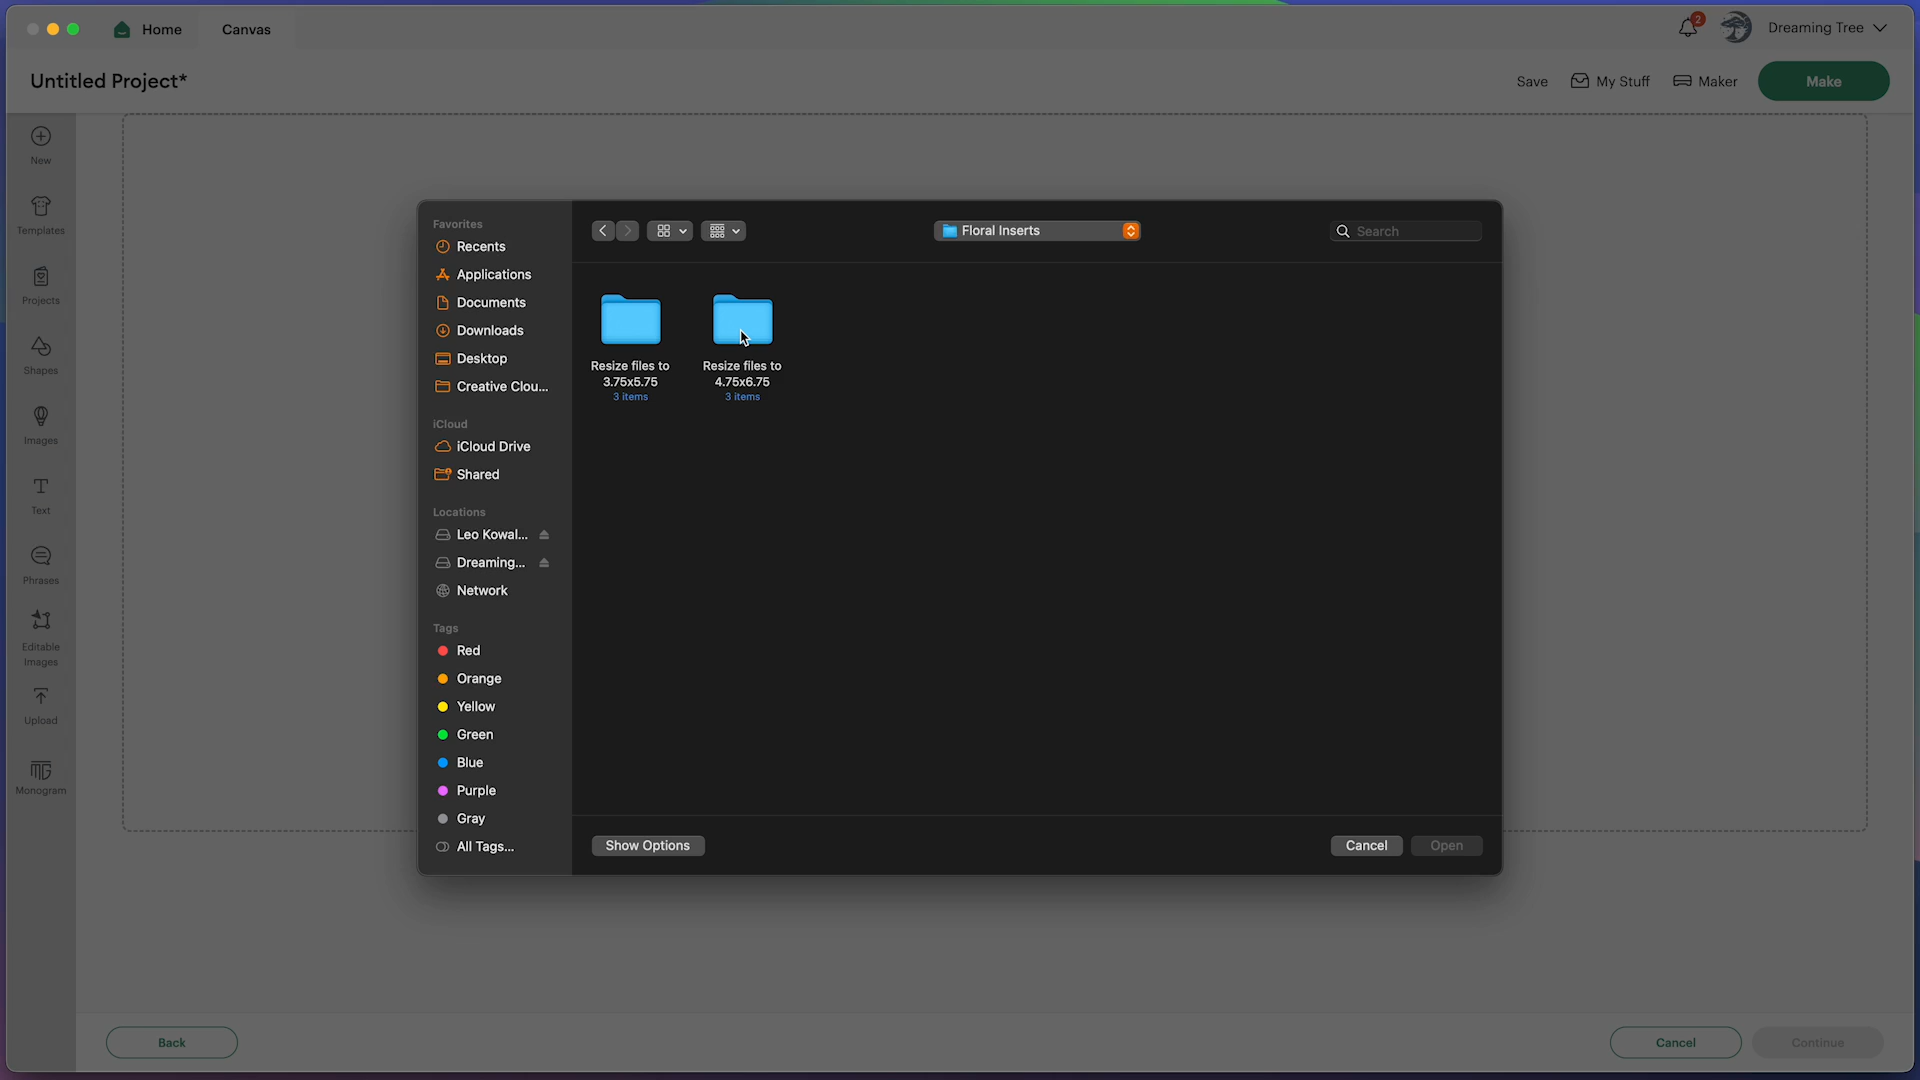 Home
Canvas
2
Dreaming Tree
Untitled Project*
Save
My Stuff
Maker
Make
New
Templates
Projects
Shapes
Images
Text
Phrases
Editable
Images
Upload
Monogram
Favorites
Recents
Applications
Documents
Downloads
Desktop
Creative Clou...
iCloud
iCloud Drive
Shared
Locations
Leo Kowal...
Dreaming...
Network
Tags
Red
Orange
Yellow
Green
Blue
Purple
Gray
All Tags...
Floral Inserts
Search
Resize files to
3.75x5.75
3 items
Resize files to
4.75x6.75
3 items
Show Options
Cancel
Open
Back
Cancel
Continue